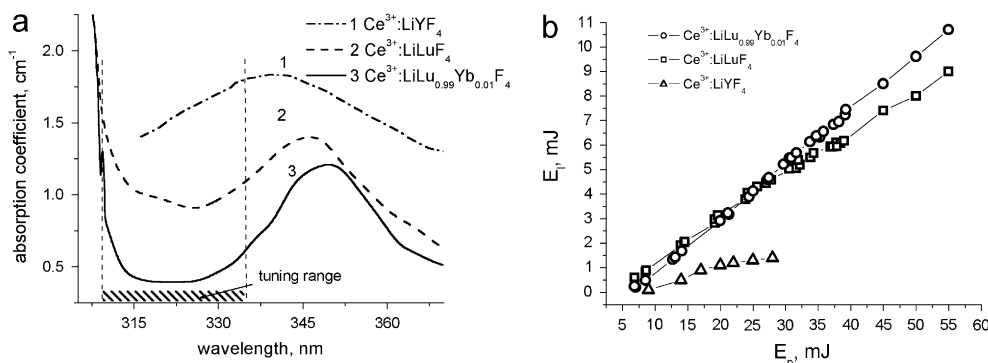 a
absorption coefficient, cm⁻¹
2.0
1.5
1.0
0.5
1 Ce³⁺:LiYF₄
2 Ce³⁺:LiLuF₄
3 Ce³⁺:LiLu₀.₉₉Yb₀.₀₁F₄
1
2
3
tuning range
315 330 345 360
wavelength, nm
b
E_l, mJ
11
10
9
8
7
6
5
4
3
2
1
0
Ce³⁺:LiLu₀.₉₉Yb₀.₀₁F₄
Ce³⁺:LiLuF₄
Ce³⁺:LiYF₄
5 10 15 20 25 30 35 40 45 50 55 60
E_p, mJ